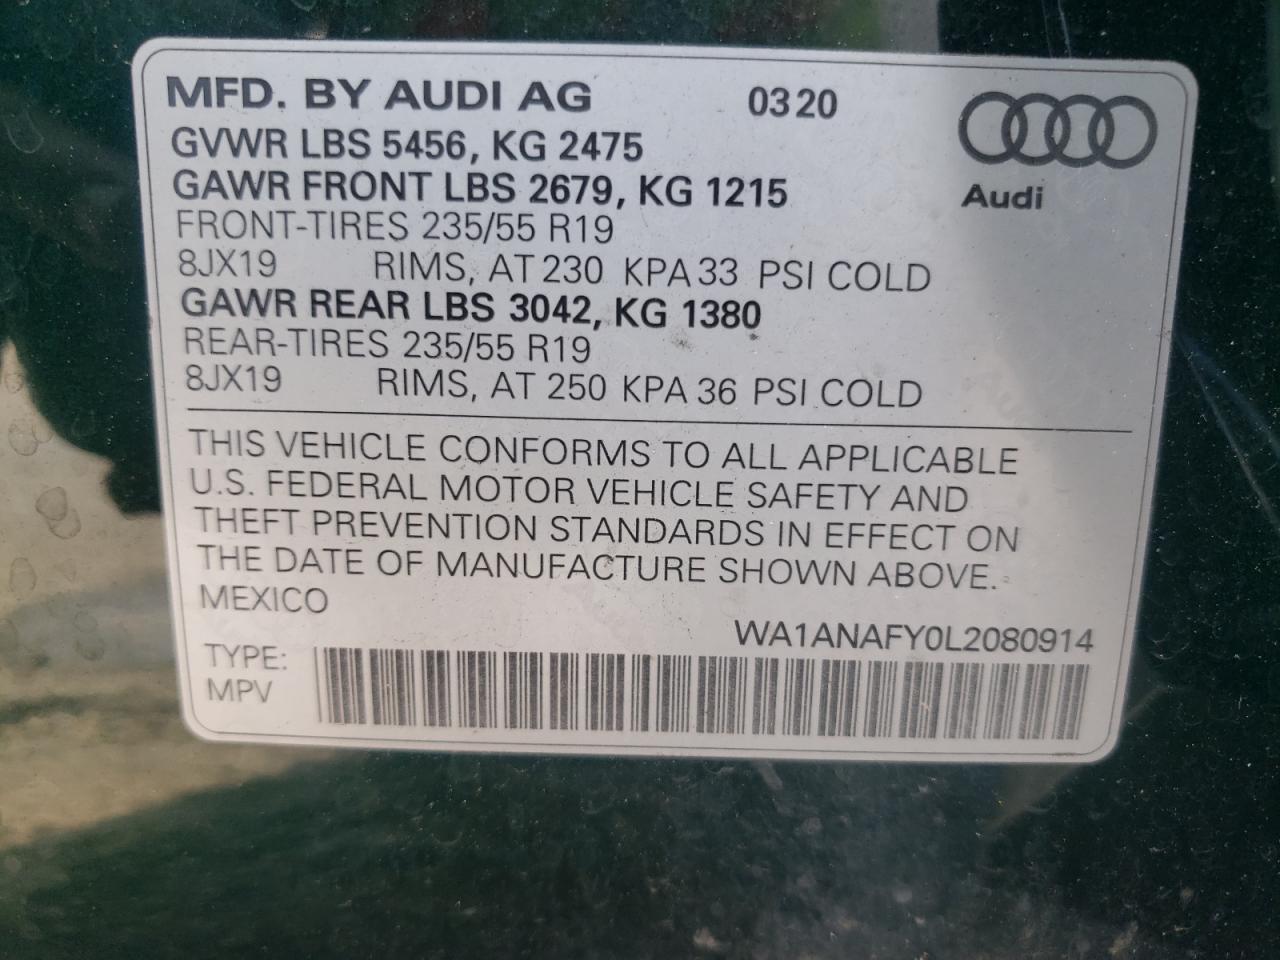 MFD. BY AUDI AG 0320
GVWR LBS 5456, KG 2475
GAWR FRONT LBS 2679, KG 1215
Audi
FRONT-TIRES 235/55 R19
8JX19 RIMS, AT 230 KPA 33 PSI COLD
GAWR REAR LBS 3042, KG 1380
REAR-TIRES 235/55 R19
8JX19 RIMS, AT 250 KPA 36 PSI COLD
THIS VEHICLE CONFORMS TO ALL APPLICABLE
U.S. FEDERAL MOTOR VEHICLE SAFETY AND
THEFT PREVENTION STANDARDS IN EFFECT ON
THE DATE OF MANUFACTURE SHOWN ABOVE.
MEXICO
WA1ANAFY0L2080914
TYPE:
MPV